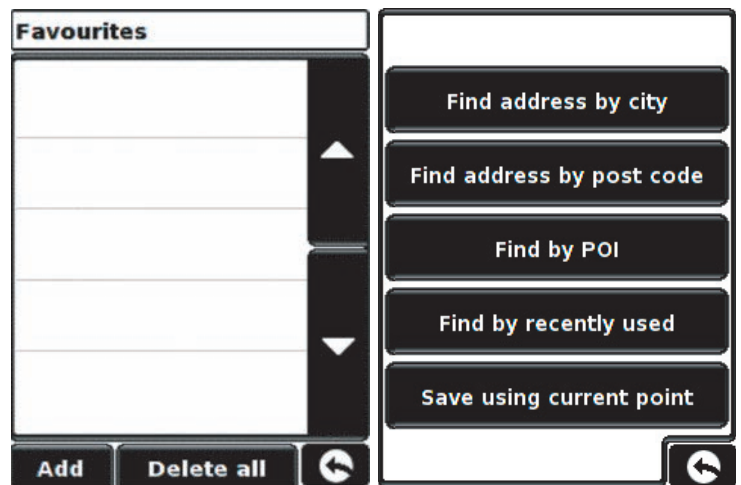 Favourites
Add
Delete all
Find address by city
Find address by post code
Find by POI
Find by recently used
Save using current point